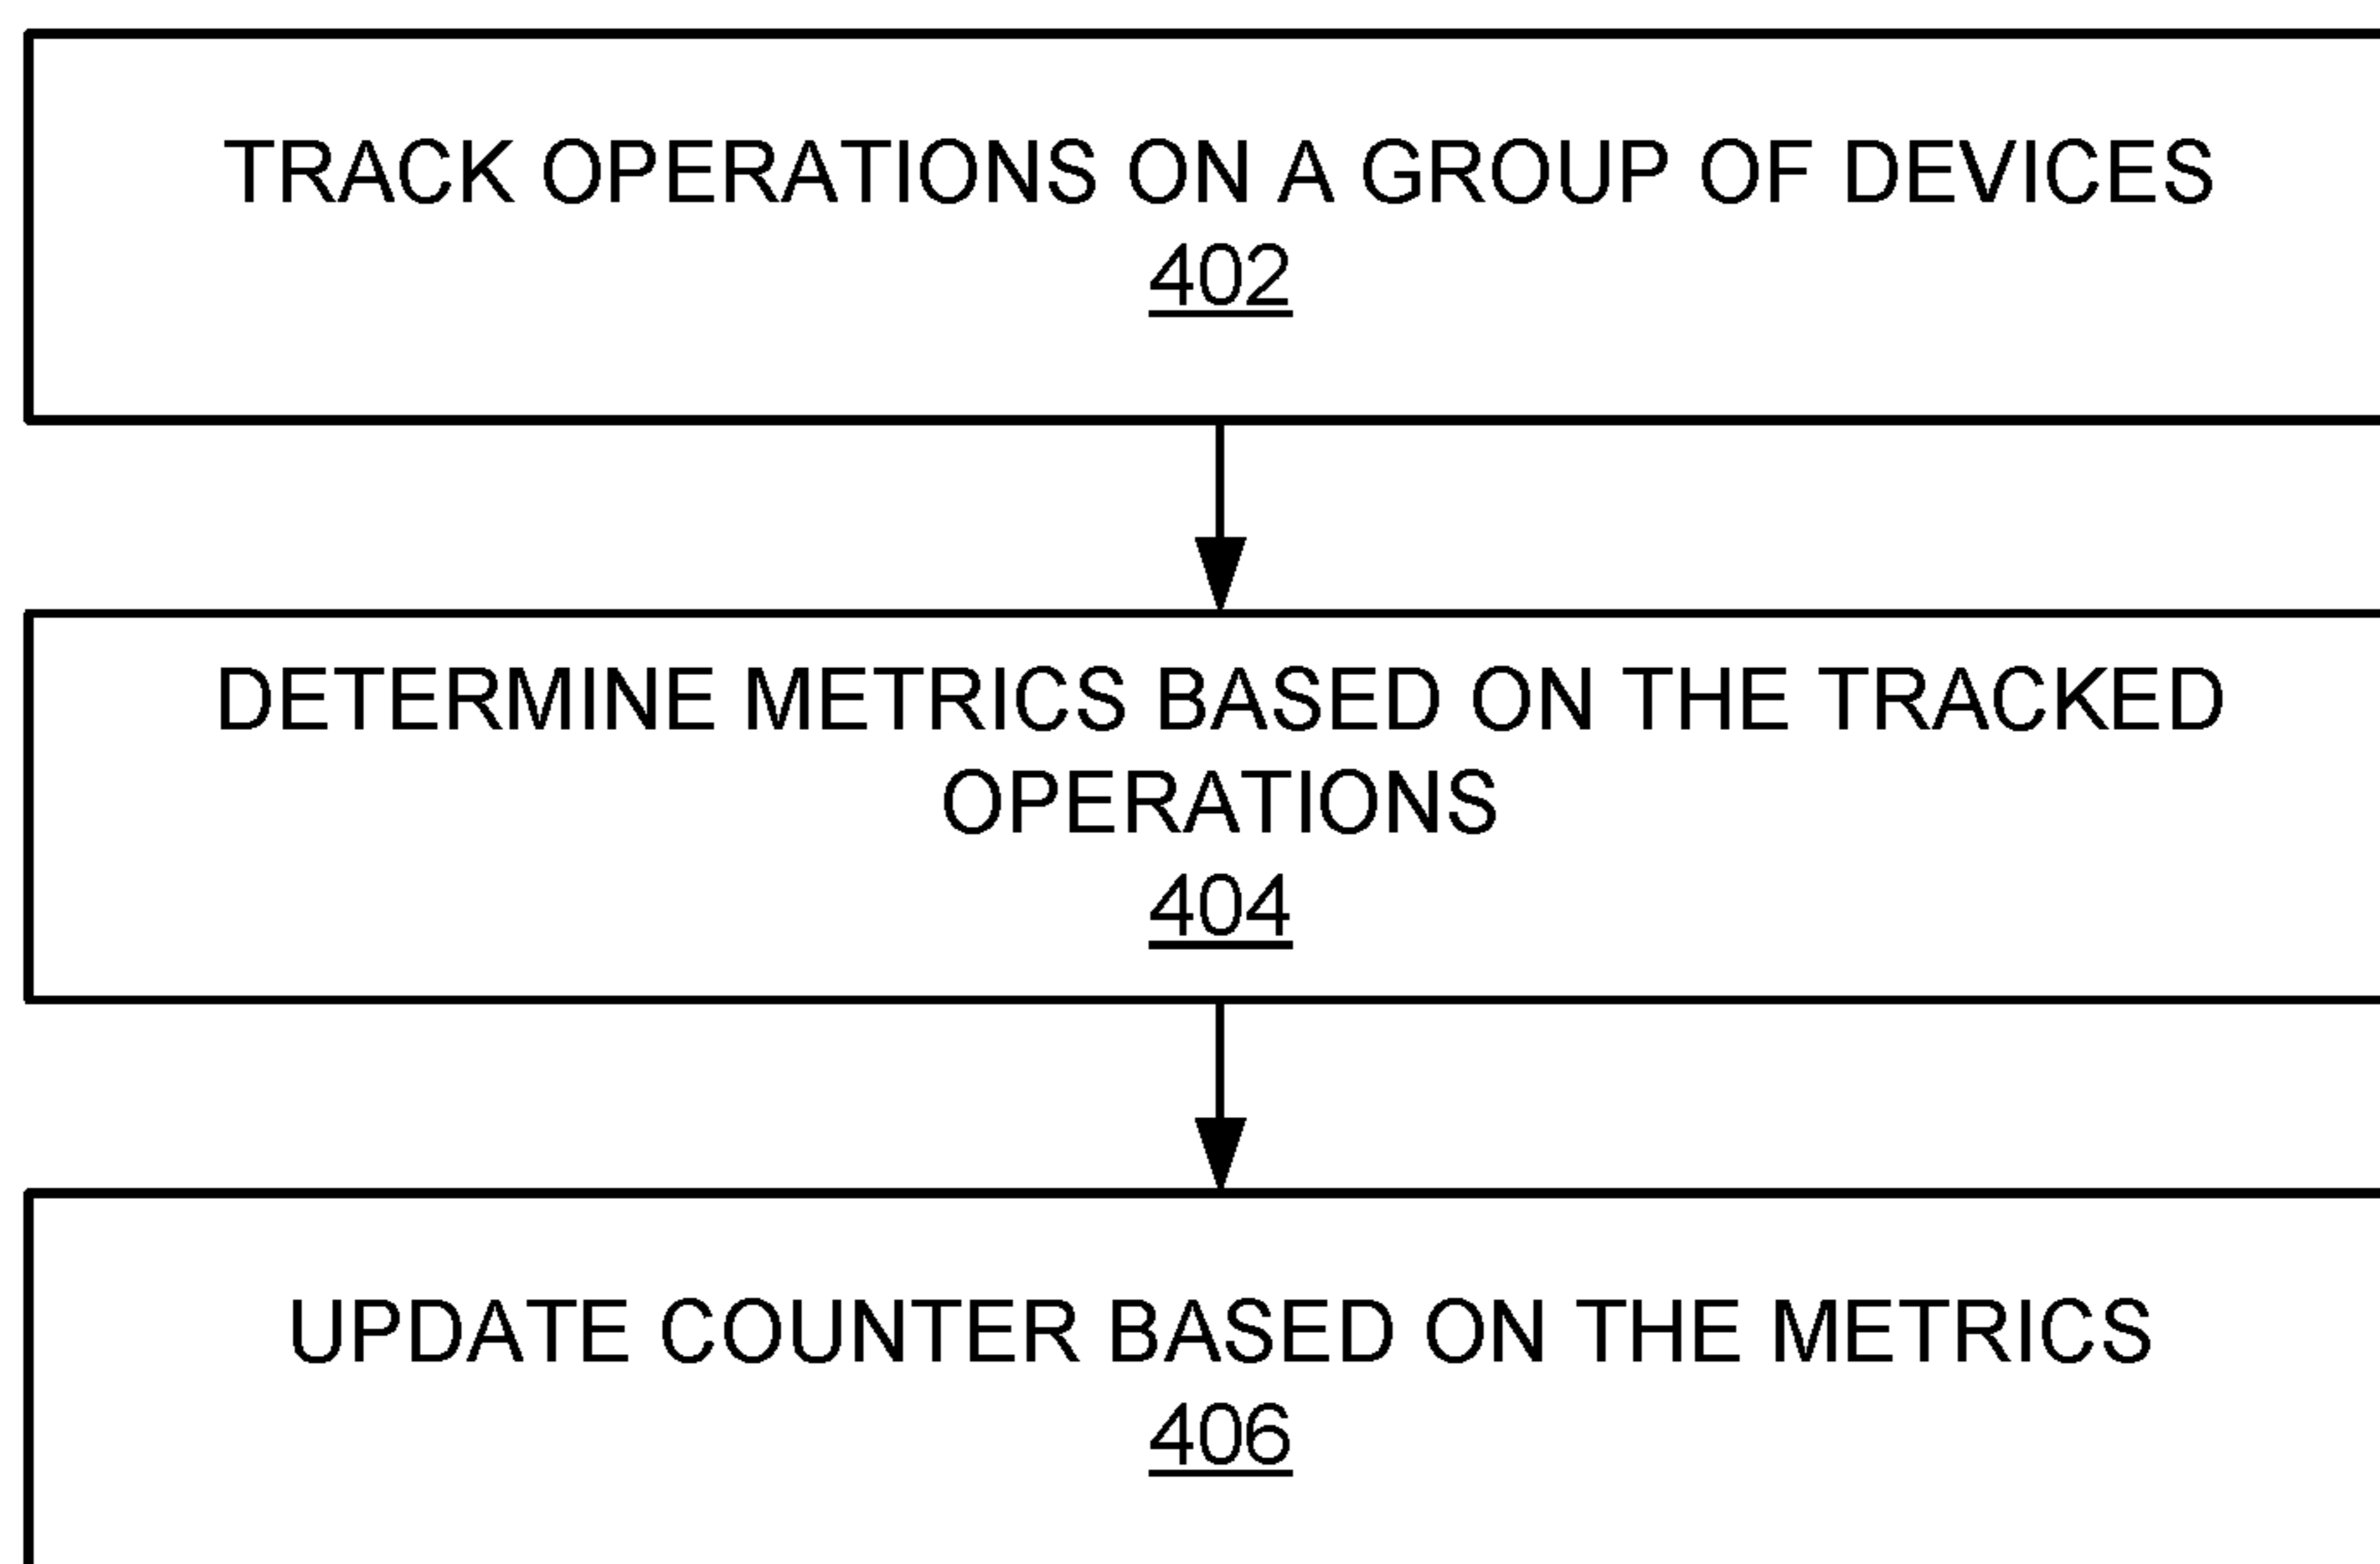 TRACK OPERATIONS ON A GROUP OF DEVICES
402
DETERMINE METRICS BASED ON THE TRACKED
OPERATIONS
404
UPDATE COUNTER BASED ON THE METRICS
406